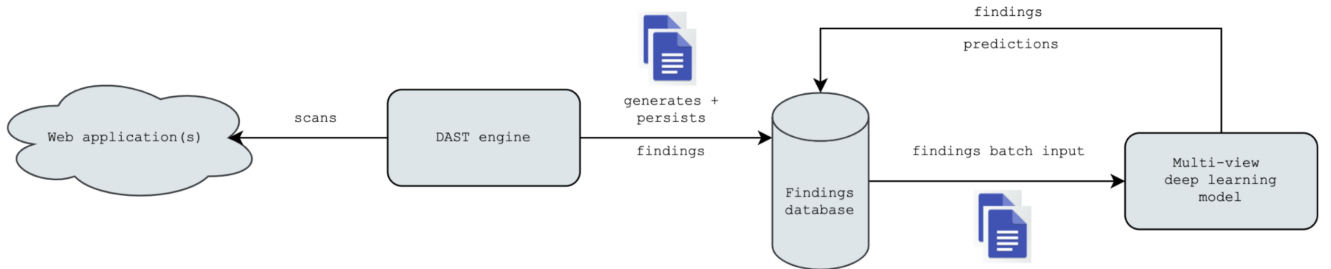 Web application(s)
scans
DAST engine
generates +
persists
findings
Findings
database
findings
predictions
findings batch input
Multi-view
deep learning
model